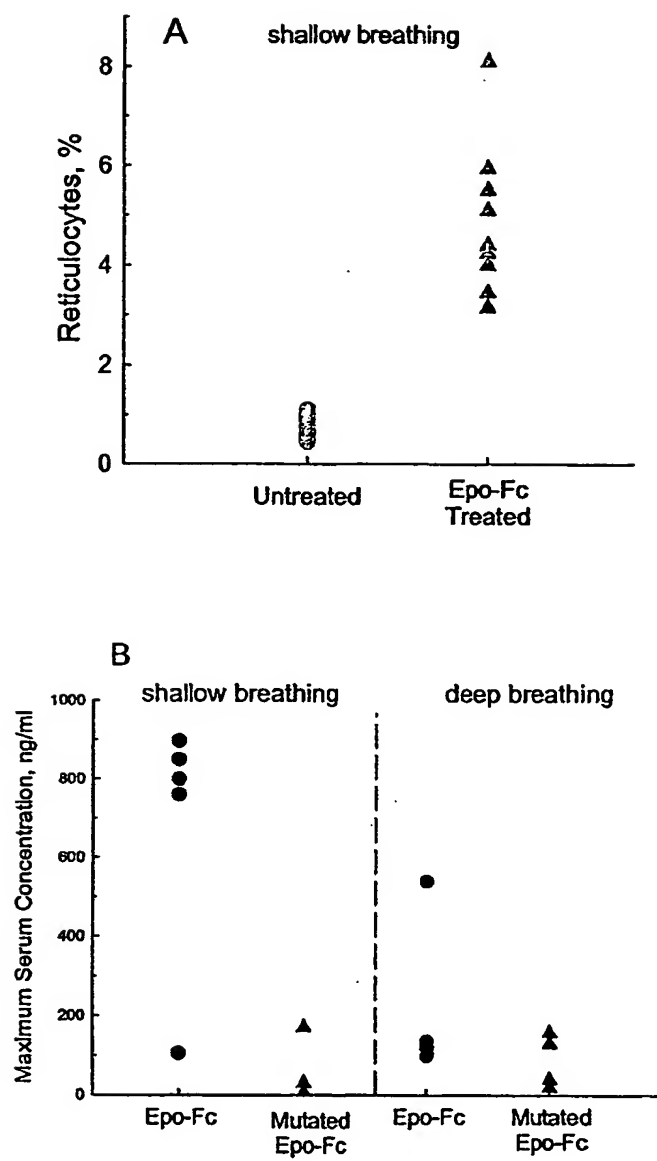 A
shallow breathing
Reticulocytes, %
8
6
4
2
0
Untreated
Epo-Fc
Treated
B
shallow breathing
deep breathing
Maximum Serum Concentration, ng/ml
1000
800
600
400
200
0
Epo-Fc
Mutated
Epo-Fc
Epo-Fc
Mutated
Epo-Fc